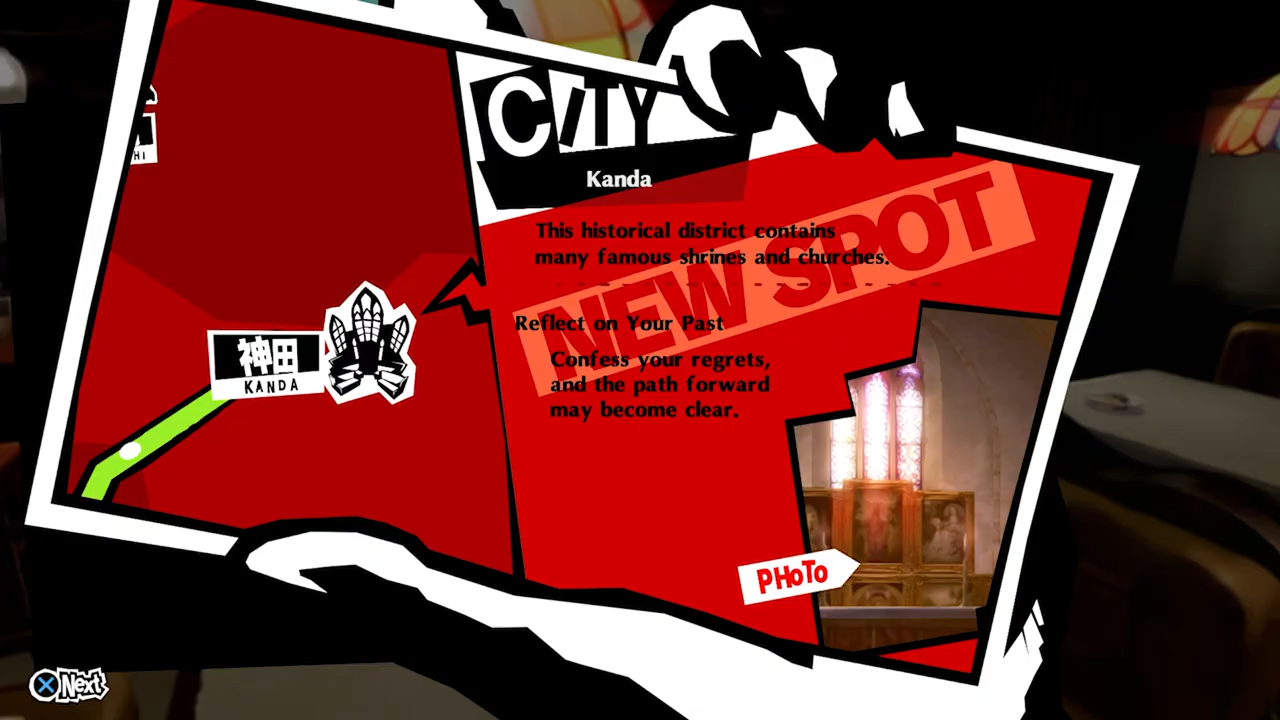 HI
CITY
Kanda
NEW SPOT
This historical district contains
many famous shrines and churches.
Reflect on Your Past
Confess your regrets,
and the path forward
may become clear.
神田
KANDA
PHoTo
Next